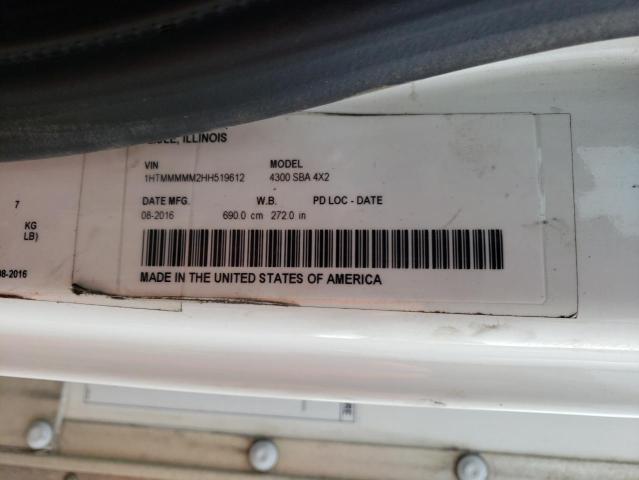 ILLINOIS
VIN MODEL
1HTMMMMM2HH519612 4300 SBA 4X2
DATE MFG. W.B. PD LOC - DATE
08-2016 690.0 cm 272.0 in
MADE IN THE UNITED STATES OF AMERICA
7
KG
LB)
08-2016